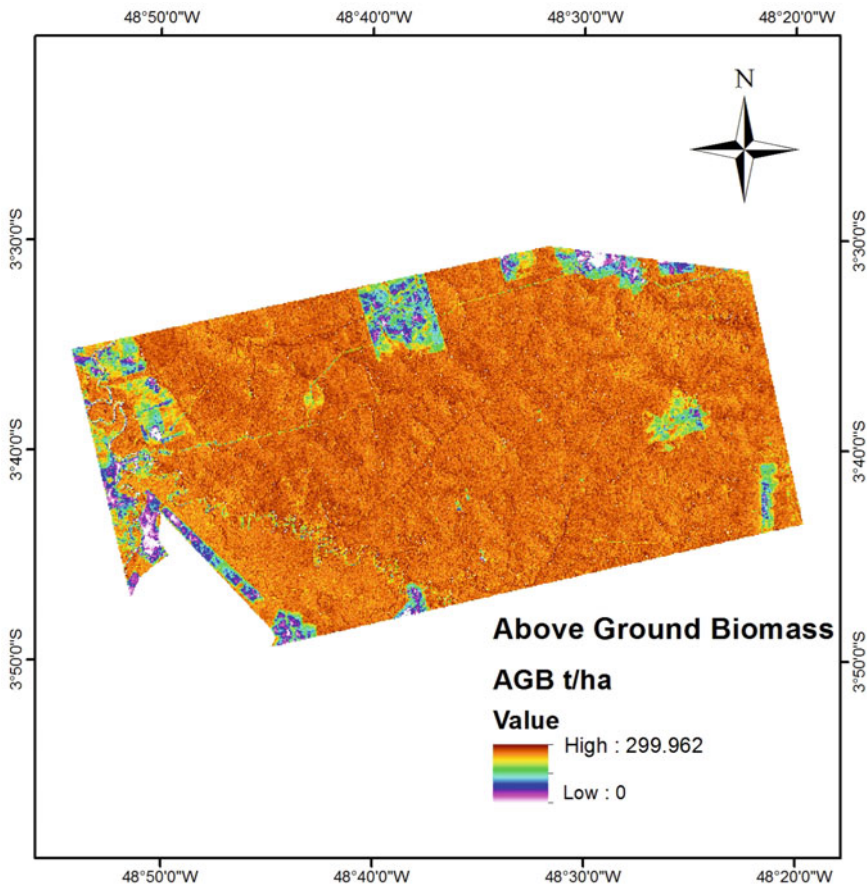 48°50'0"W 48°40'0"W 48°30'0"W 48°20'0"W
N
3°30'0"S 3°30'0"S
3°40'0"S 3°40'0"S
3°50'0"S 3°50'0"S
Above Ground Biomass
AGB t/ha
Value
High : 299.962
Low : 0
48°50'0"W 48°40'0"W 48°30'0"W 48°20'0"W